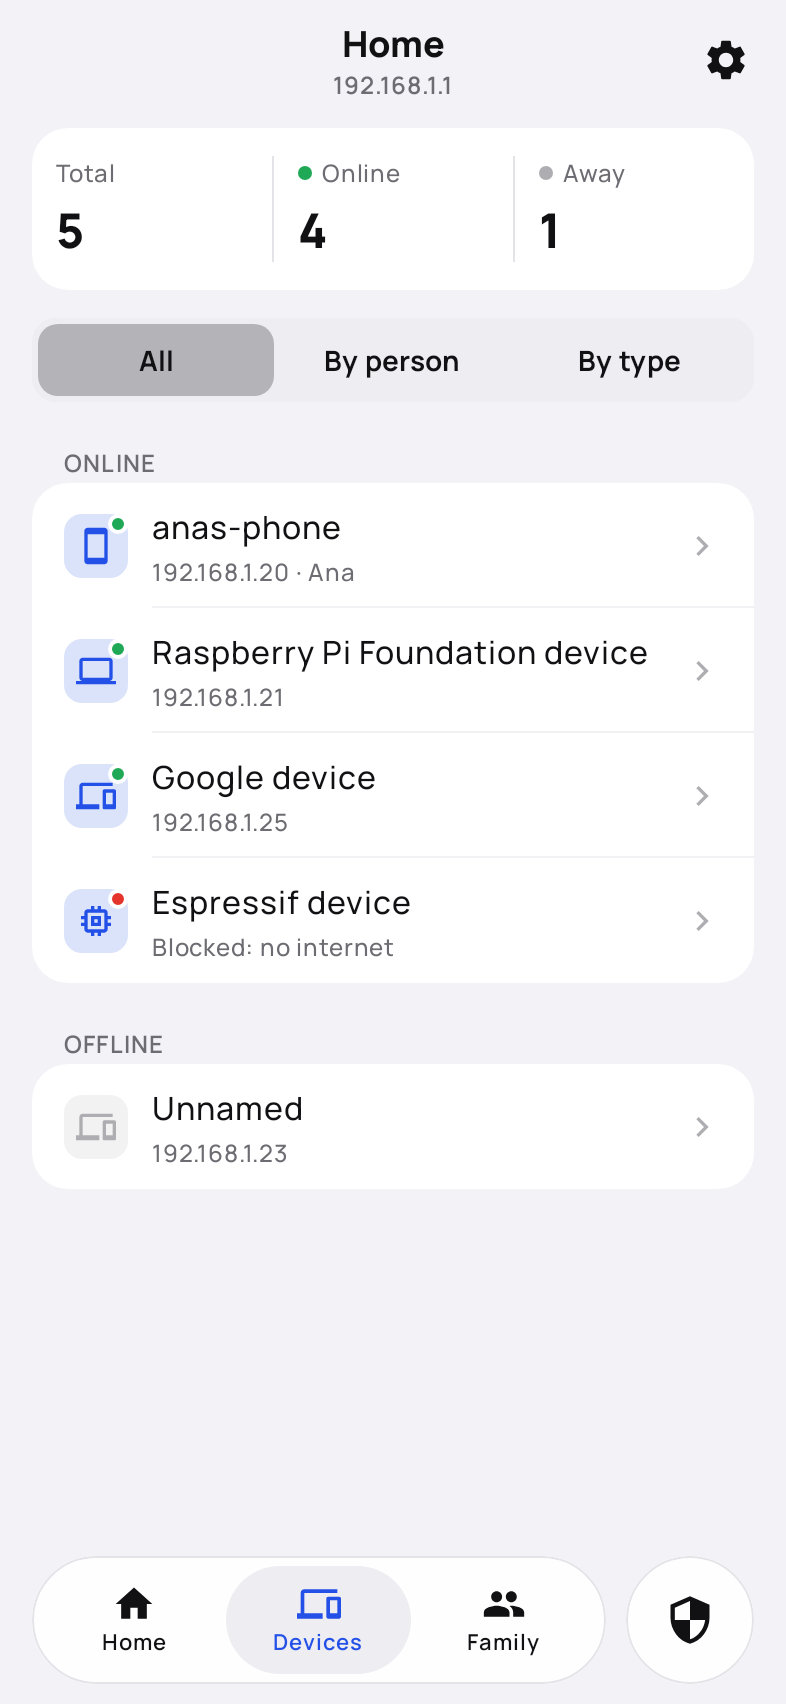 Home
192.168.1.1
Total
Online
Away
5
4
1
All
By person
By type
ONLINE
anas-phone
192.168.1.20 · Ana
Raspberry Pi Foundation device
192.168.1.21
Google device
192.168.1.25
Espressif device
Blocked: no internet
OFFLINE
Unnamed
192.168.1.23
Home
Devices
Family